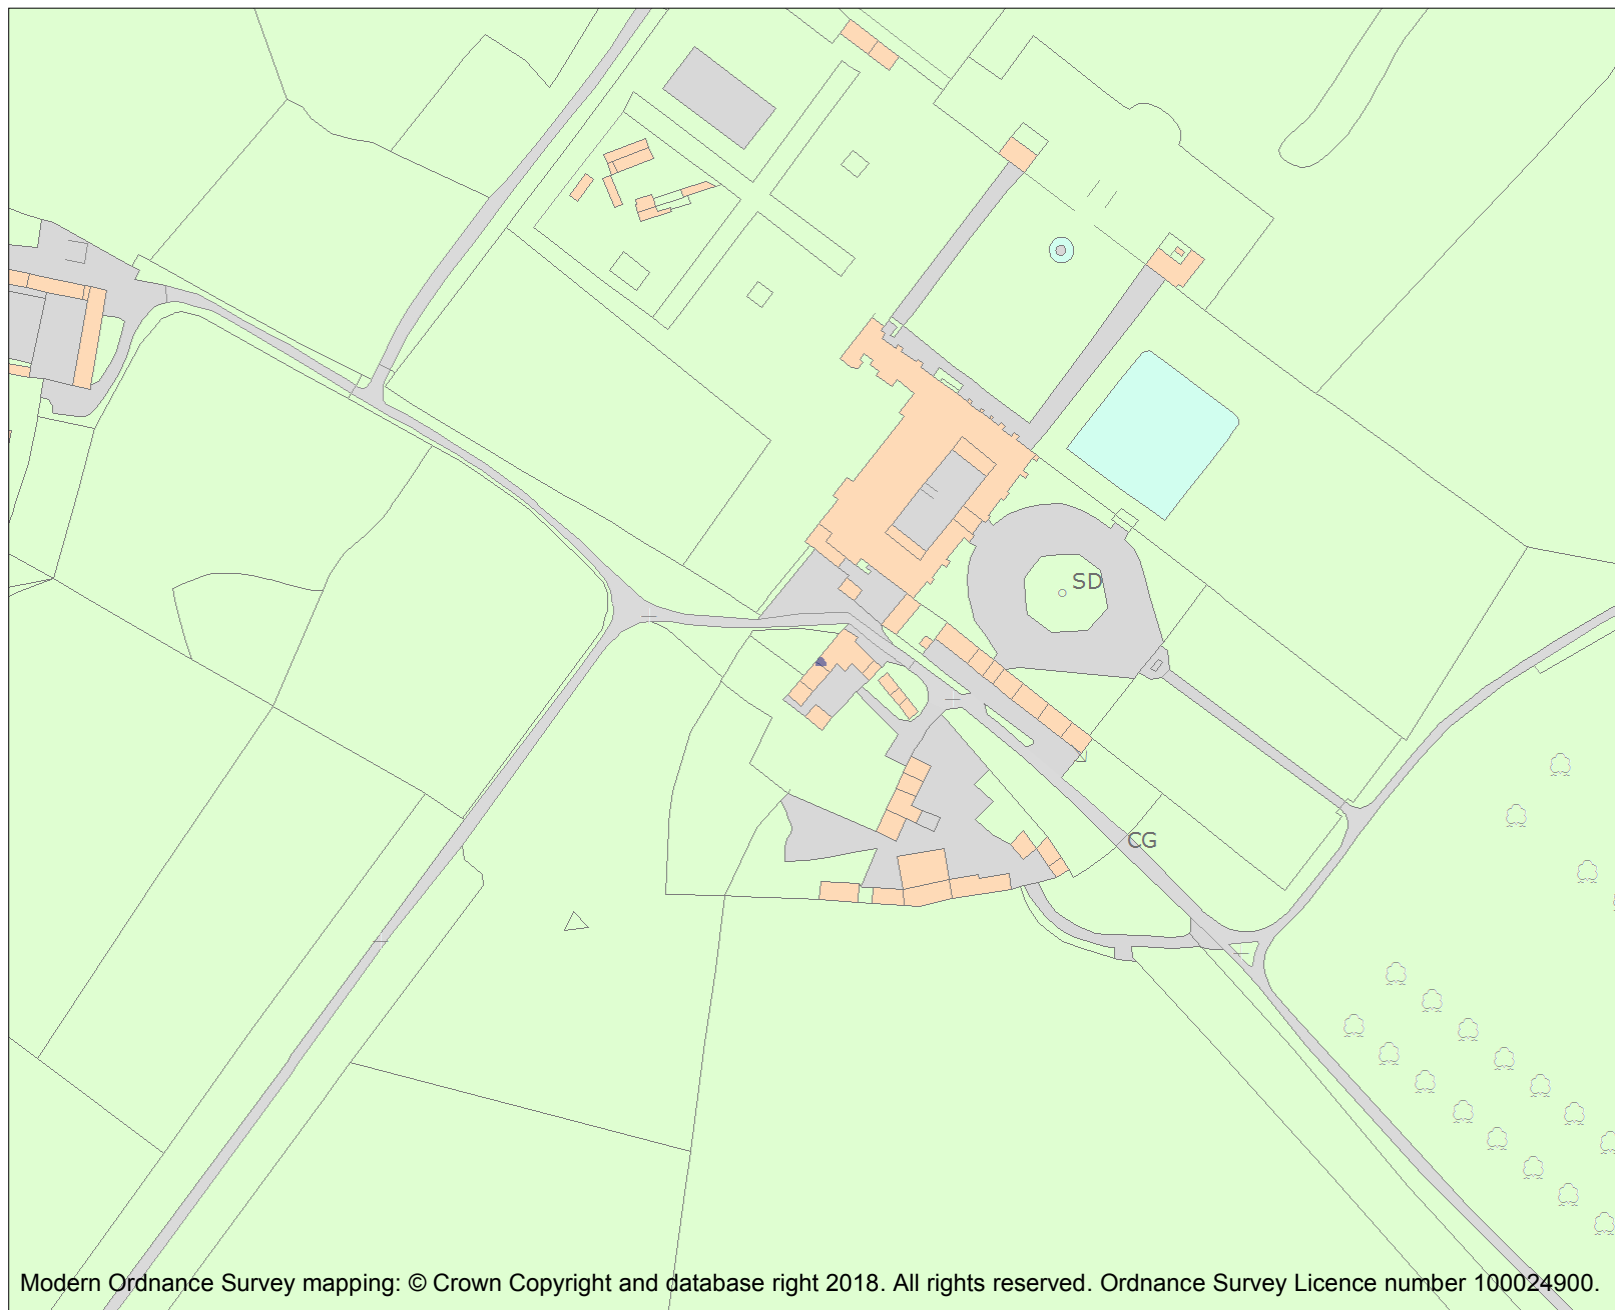 SD
CG
Modern Ordnance Survey mapping: © Crown Copyright and database right 2018. All rights reserved. Ordnance Survey Licence number 100024900.